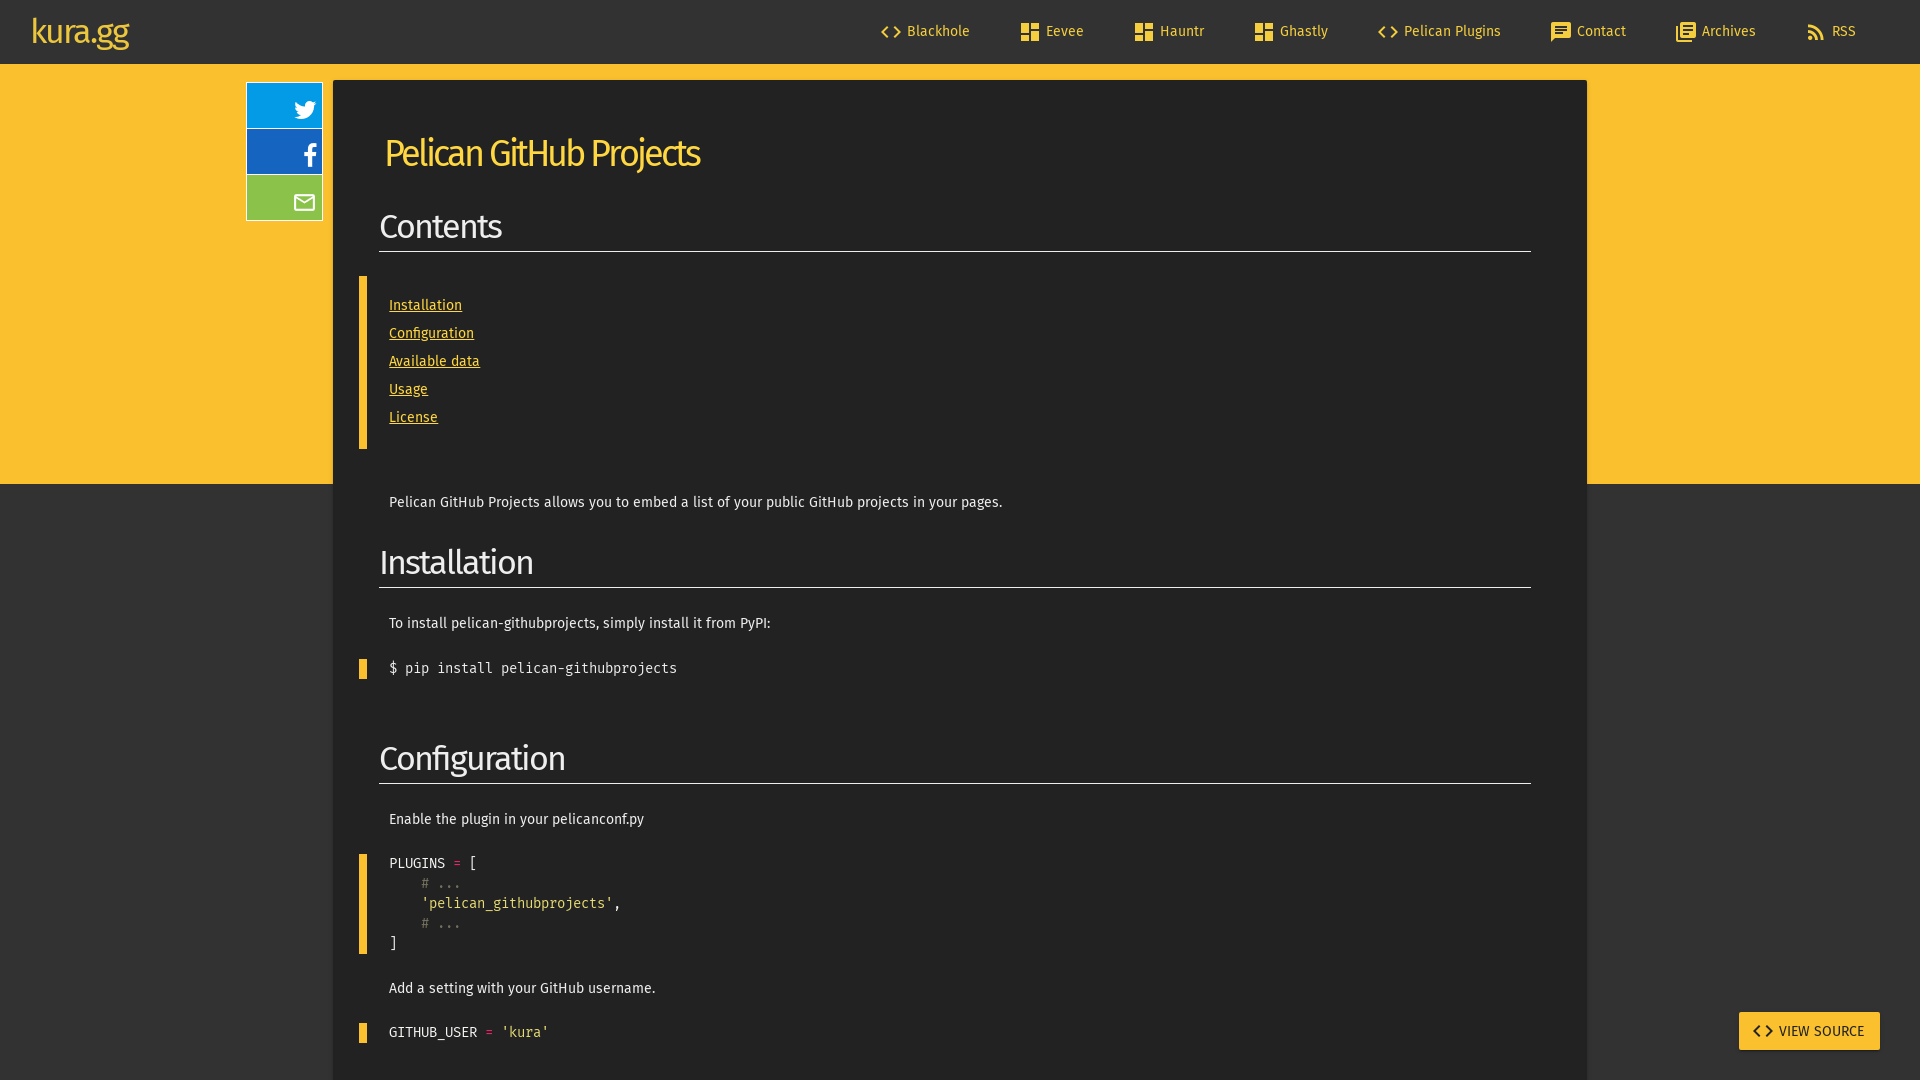 kura.gg
Blackhole
Eevee
Hauntr
Ghastly
Pelican Plugins
Contact
Archives
RSS
Pelican GitHub Projects
Contents
Installation
Configuration
Available data
Usage
License
Pelican GitHub Projects allows you to embed a list of your public GitHub projects in your pages.
Installation
To install pelican-githubprojects, simply install it from PyPI:
$ pip install pelican-githubprojects
Configuration
Enable the plugin in your pelicanconf.py
PLUGINS = [
    # ...
    'pelican_githubprojects',
    # ...
]
Add a setting with your GitHub username.
GITHUB_USER = 'kura'
VIEW SOURCE